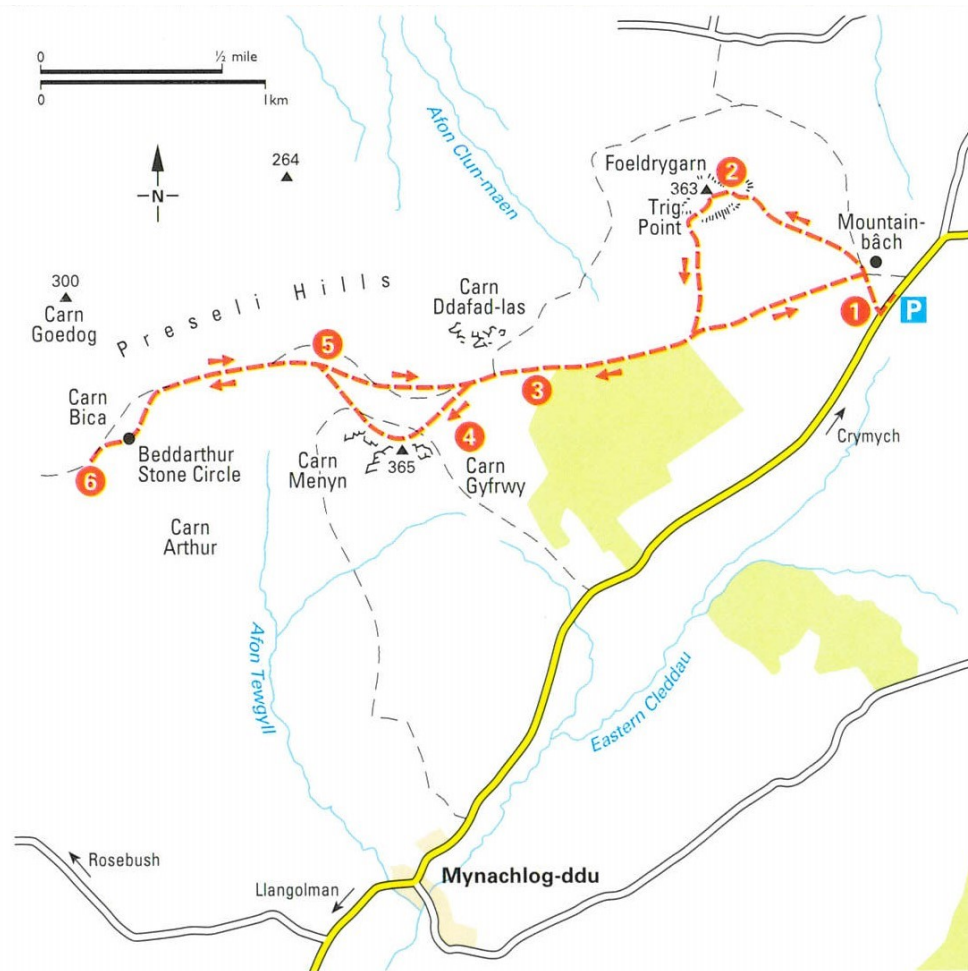 0 ½ mile
0 1km
N
264
Afon Clun-maen
Foeldrygarn
2
363
Trig
Point
Mountain-
bâch
300
Carn
Goedog
Preseli Hills
Carn
Ddafad-las
1
P
5
3
Carn
Bica
4
Crymych
Beddarthur
Stone Circle
6
Carn
Menyn
365
Carn
Gyfrwy
Carn
Arthur
Afon Tewgyll
Eastern Cleddau
Rosebush
Llangolman
Mynachlog-ddu